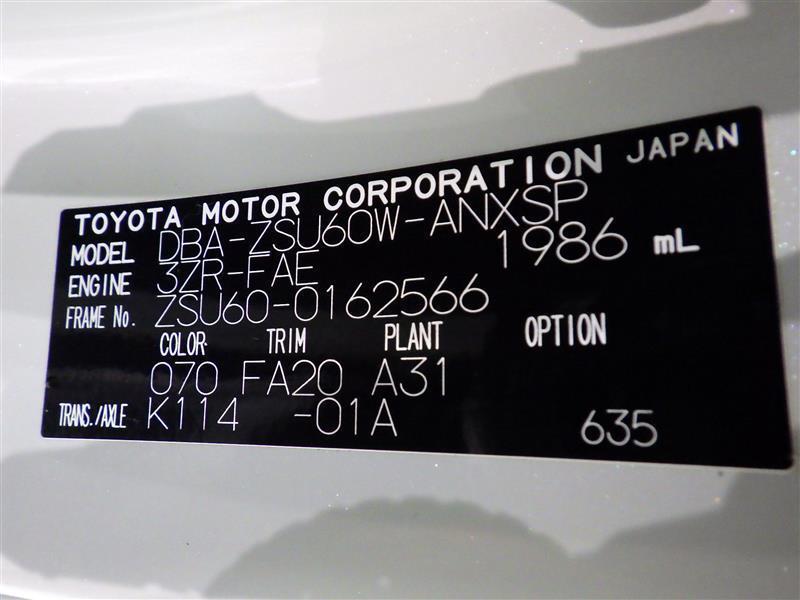 TOYOTA MOTOR CORPORATION JAPAN
MODEL DBA-ZSU60W-ANXSP
ENGINE 3ZR-FAE 1986 mL
FRAME No. ZSU60-0162566
COLOR TRIM PLANT OPTION
070 FA20 A31
TRANS./AXLE K114 -01A 635